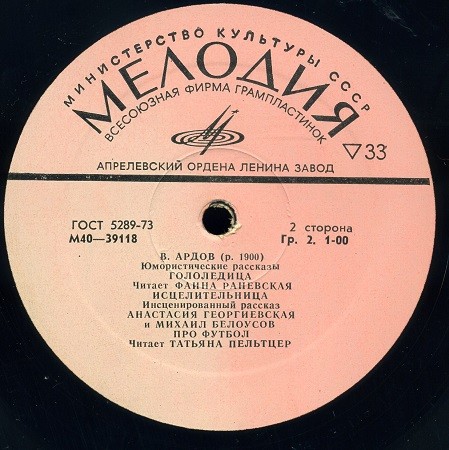 МИНИСТЕРСТВО КУЛЬТУРЫ СССР
МЕЛОДИЯ
ВСЕСОЮЗНАЯ ФИРМА ГРАМПЛАСТИНОК
▽33
АПРЕЛЕВСКИЙ ОРДЕНА ЛЕНИНА ЗАВОД
ГОСТ 5289-73
М40—39118
2 сторона
Гр. 2. 1-00
В. АРДОВ (р. 1900)
Юмористические рассказы
ГОЛОЛЕДИЦА
Читает ФАИНА РАНЕВСКАЯ
ИСЦЕЛИТЕЛЬНИЦА
Инсценированный рассказ
АНАСТАСИЯ ГЕОРГИЕВСКАЯ
и МИХАИЛ БЕЛОУСОВ
ПРО ФУТБОЛ
Читает ТАТЬЯНА ПЕЛЬТЦЕР